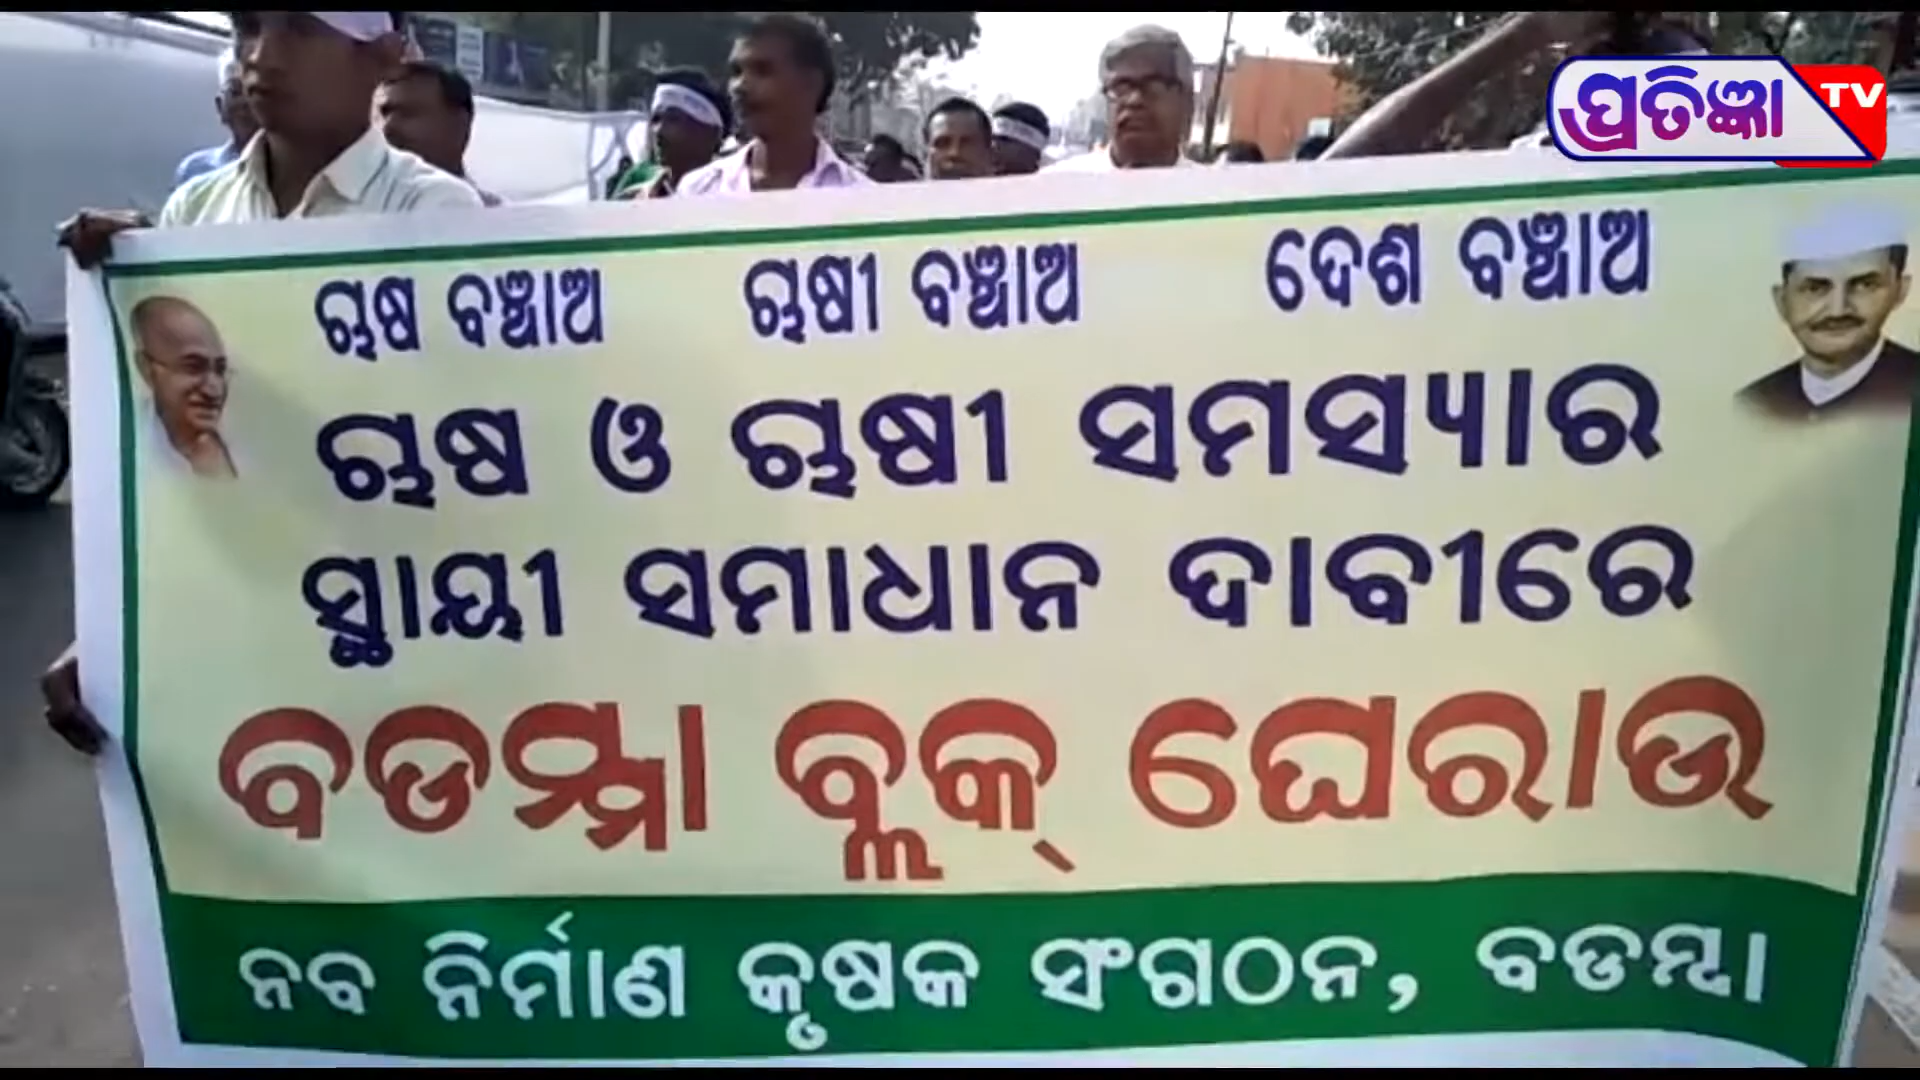 ପ୍ରତିଜ୍ଞା TV
ଚାଷ ବଞ୍ଚାଅ ଚାଷୀ ବଞ୍ଚାଅ ଦେଶ ବଞ୍ଚାଅ
ଚାଷ ଓ ଚାଷୀ ସମସ୍ୟାର
ସ୍ଥାୟୀ ସମାଧାନ ଦାବୀରେ
ବଡମ୍ବା ବ୍ଲକ୍ ଘେରାଉ
ନବ ନିର୍ମାଣ କୃଷକ ସଂଗଠନ, ବଡମ୍ବା